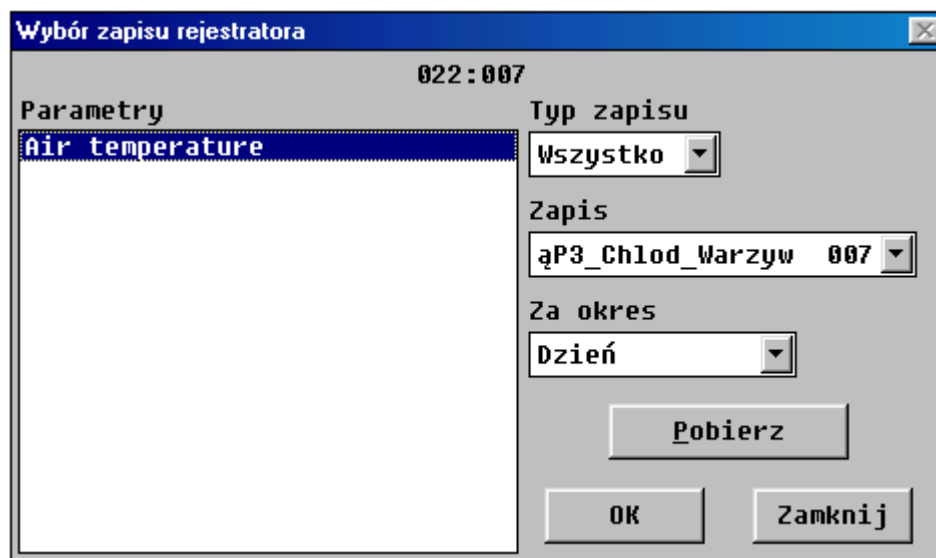 Wybór zapisu rejestratora
022:007
Parametry
Air temperature
Typ zapisu
Wszystko
Zapis
ąP3_Chlod_Warzyw 007
Za okres
Dzień
Pobierz
OK
Zamknij